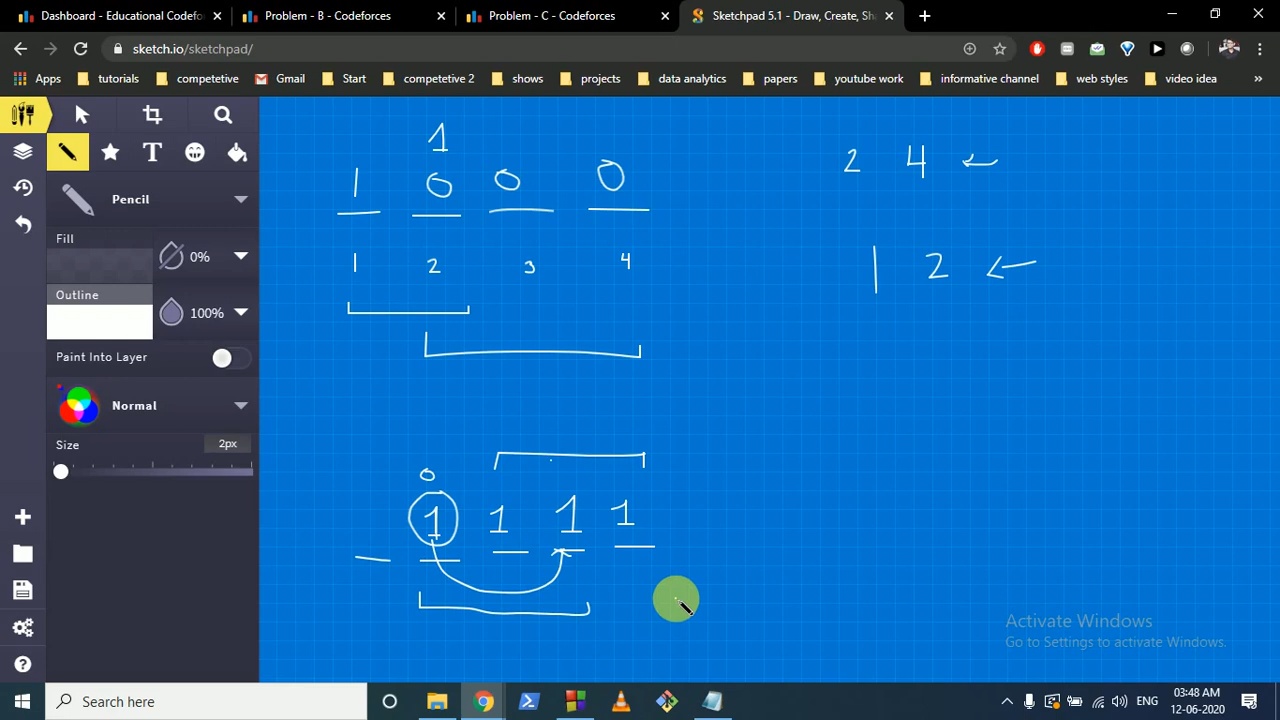 Dashboard - Educational Codefo
Problem - B - Codeforces
Problem - C - Codeforces
Sketchpad 5.1 - Draw, Create, Sha
sketch.io/sketchpad/
Apps
tutorials
competetive
Gmail
Start
competetive 2
shows
projects
data analytics
papers
youtube work
informative channel
web styles
video idea
»
Pencil
Fill
0%
Outline
100%
Paint Into Layer
Normal
Size
2px
1
1 0 0 0
1 2 3 4
2 4 ←
1 2 ←
0
1 1 1 1
Activate Windows
Go to Settings to activate Windows.
Search here
ENG
03:48 AM
12-06-2020